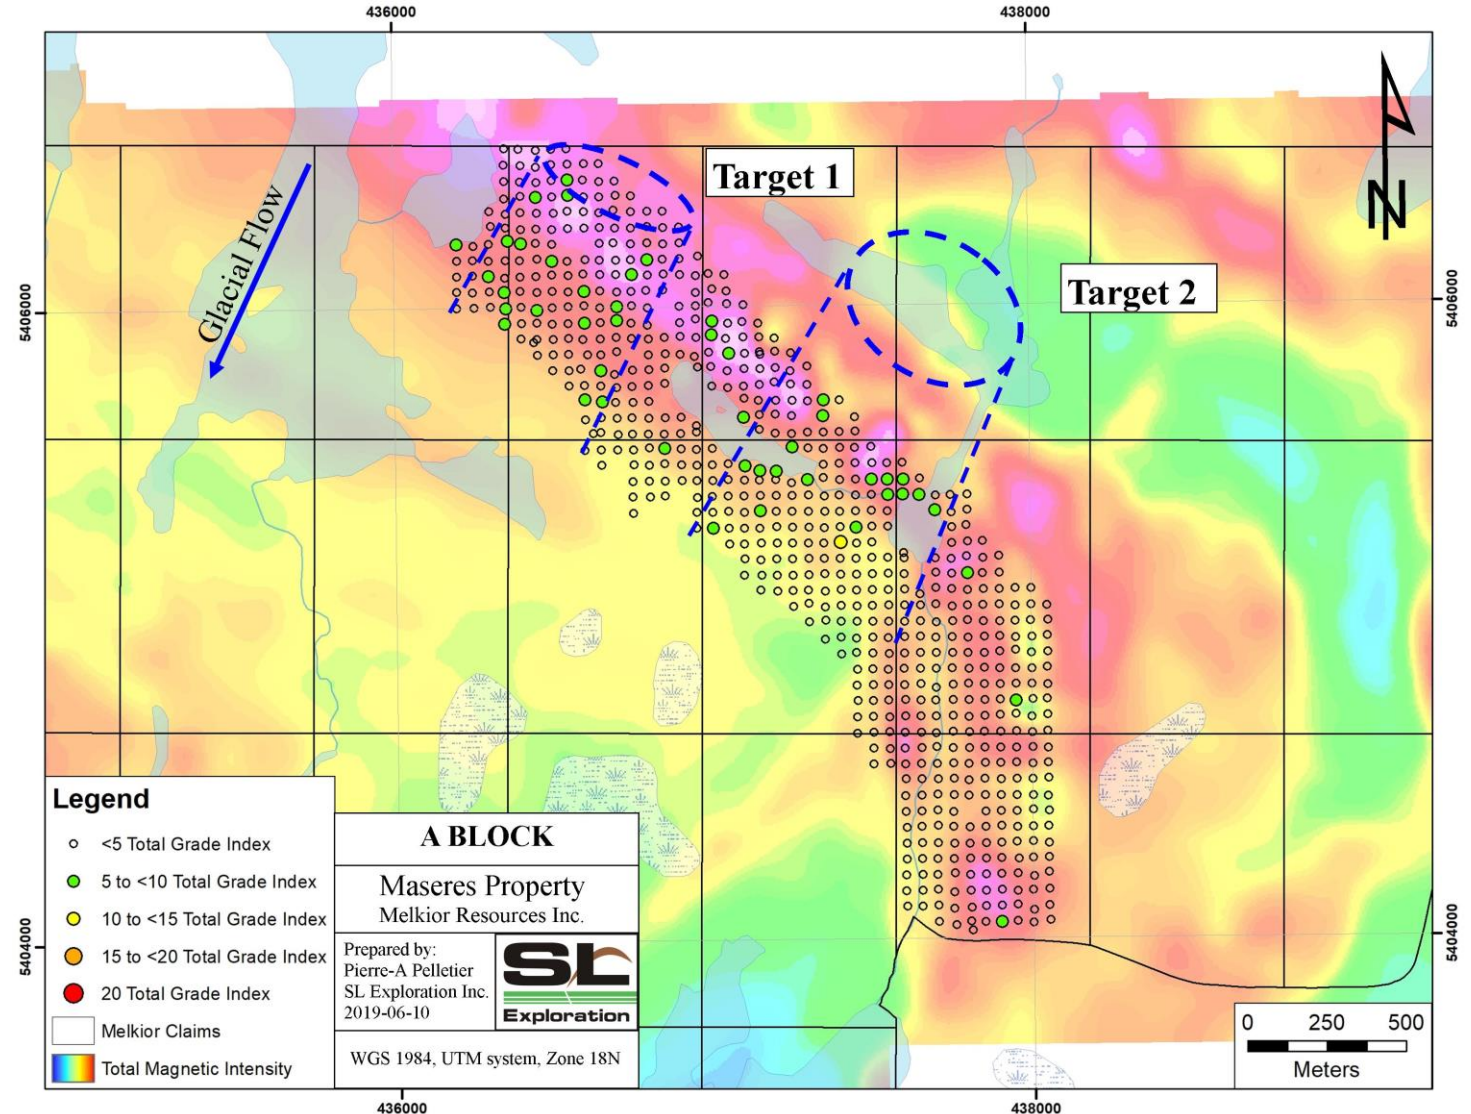 436000
438000
Target 1
Target 2
N
Glacial Flow
5406000
5406000
5404000
5404000
Legend
<5 Total Grade Index
5 to <10 Total Grade Index
10 to <15 Total Grade Index
15 to <20 Total Grade Index
20 Total Grade Index
Melkior Claims
Total Magnetic Intensity
A BLOCK
Maseres Property
Melkior Resources Inc.
Prepared by:
Pierre-A Pelletier
SL Exploration Inc.
2019-06-10
SL
Exploration
WGS 1984, UTM system, Zone 18N
0 250 500
Meters
436000
438000